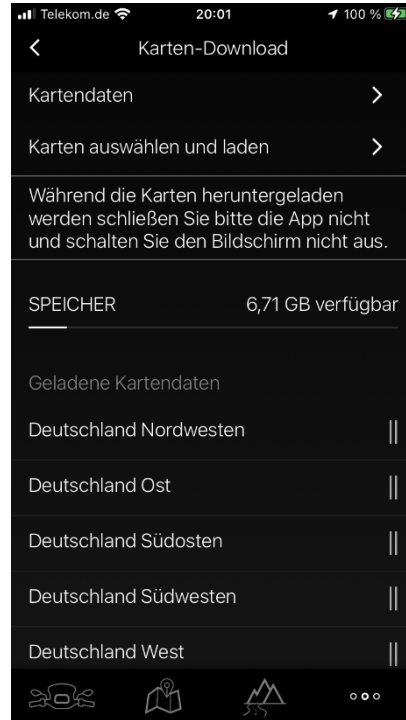 Telekom.de 20:01 100 %
Karten-Download
Kartendaten
Karten auswählen und laden
Während die Karten heruntergeladen
werden schließen Sie bitte die App nicht
und schalten Sie den Bildschirm nicht aus.
SPEICHER 6,71 GB verfügbar
Geladene Kartendaten
Deutschland Nordwesten
Deutschland Ost
Deutschland Südosten
Deutschland Südwesten
Deutschland West